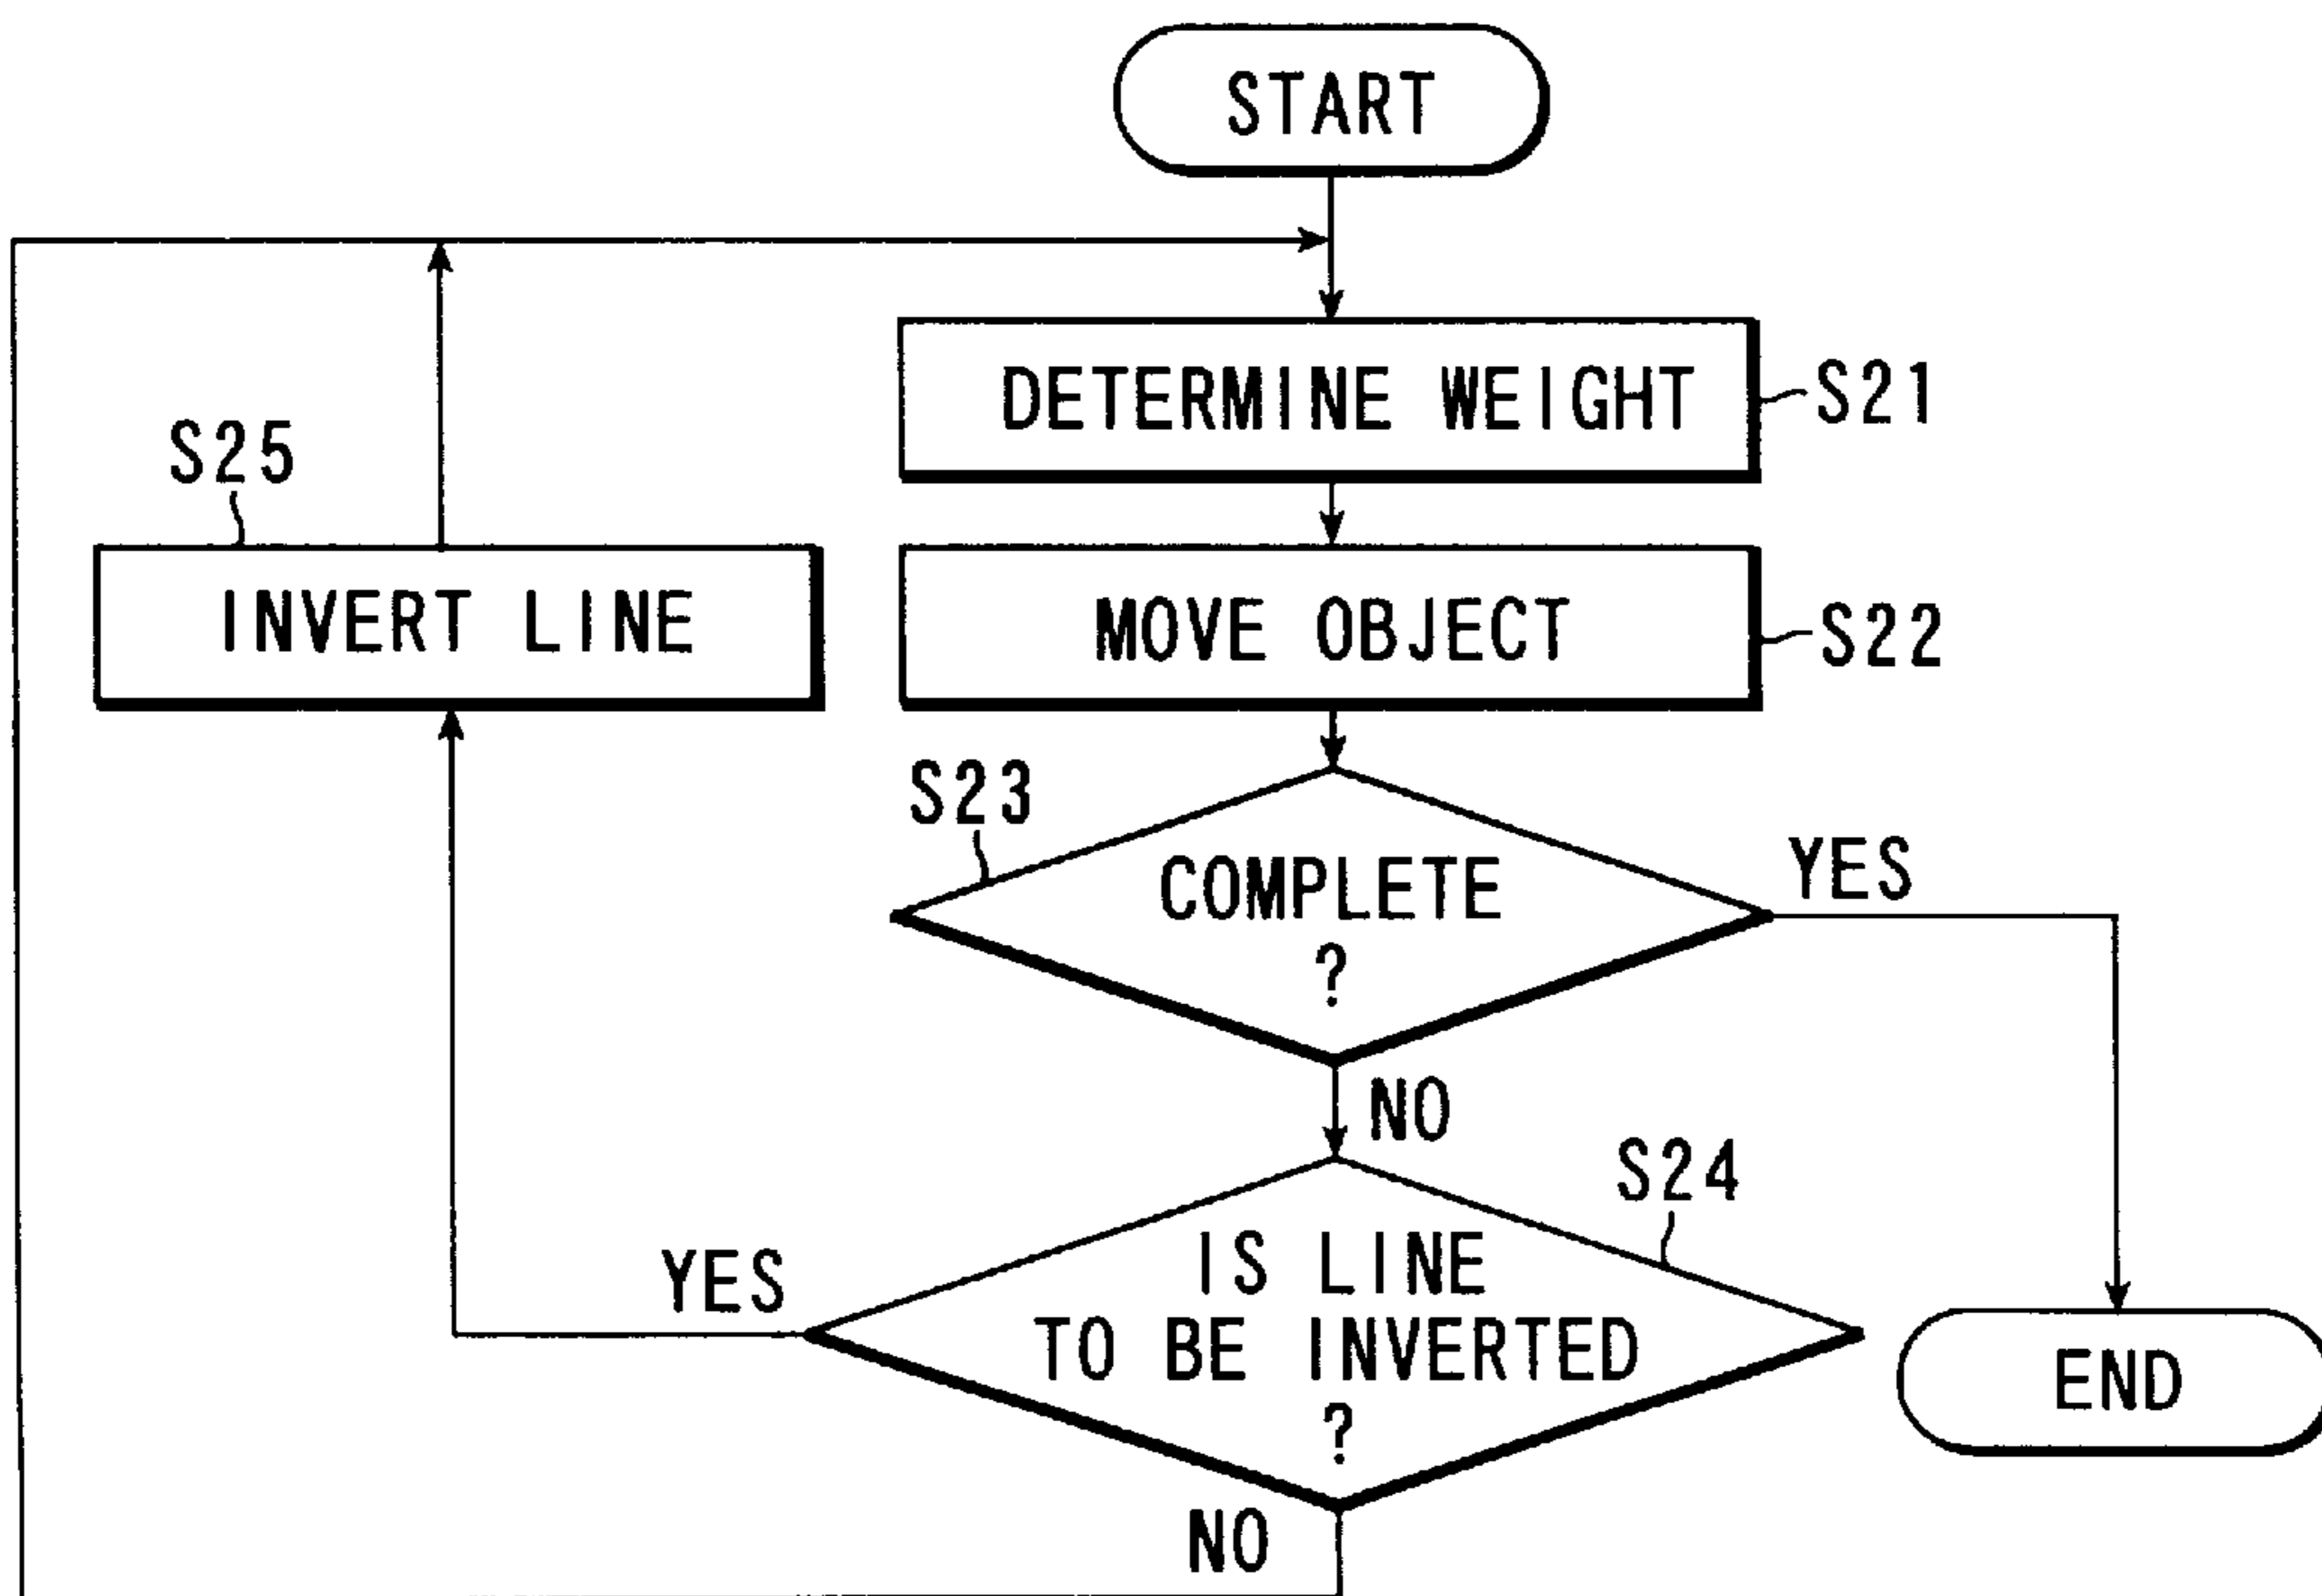 START
DETERMINE WEIGHT
S21
S25
INVERT LINE
MOVE OBJECT
S22
S23
COMPLETE
?
YES
NO
S24
YES
IS LINE
TO BE INVERTED
?
END
NO